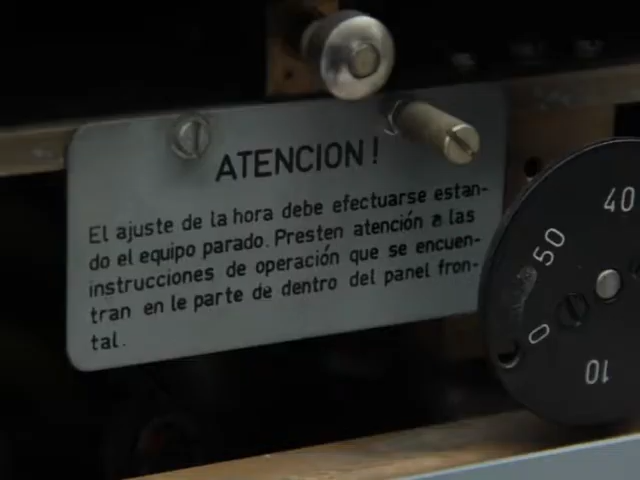 ATENCION!
El ajuste de la hora debe efectuarse estan-
do el equipo parado. Presten atención a las
instrucciones de operación que se encuen-
tran en le parte de dentro del panel fron-
tal.
40
50
0
10